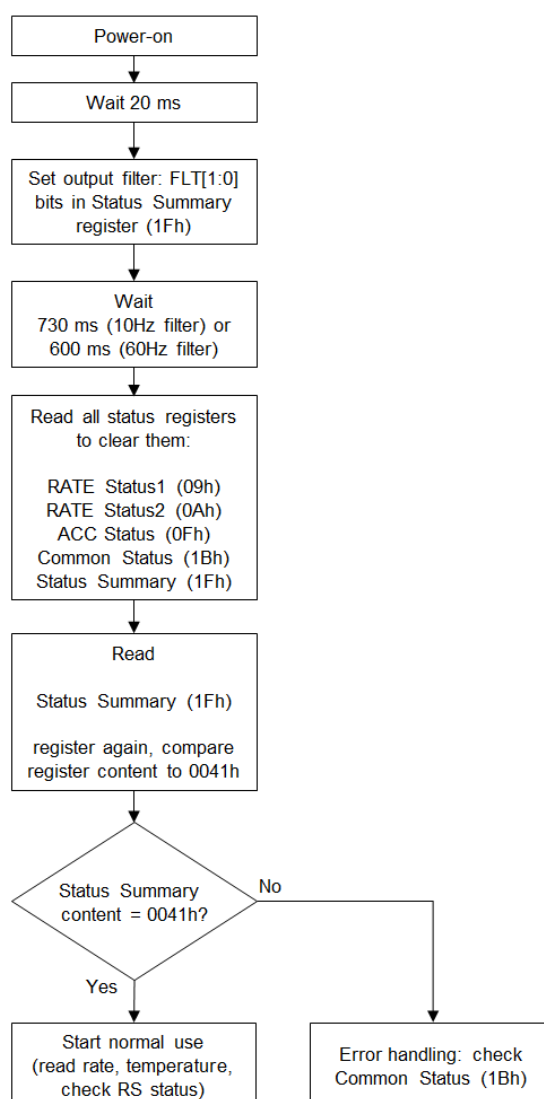 Power-on
Wait 20 ms
Set output filter: FLT[1:0]
bits in Status Summary
register (1Fh)
Wait
730 ms (10Hz filter) or
600 ms (60Hz filter)
Read all status registers
to clear them:
RATE Status1 (09h)
RATE Status2 (0Ah)
ACC Status (0Fh)
Common Status (1Bh)
Status Summary (1Fh)
Read
Status Summary (1Fh)
register again, compare
register content to 0041h
Status Summary
content = 0041h?
No
Yes
Start normal use
(read rate, temperature,
check RS status)
Error handling: check
Common Status (1Bh)